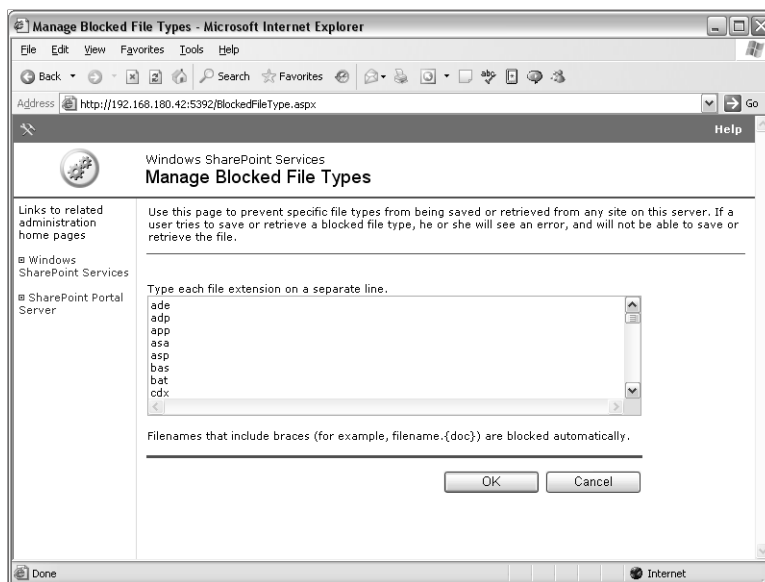 Manage Blocked File Types - Microsoft Internet Explorer
File Edit View Favorites Tools Help
Back Search Favorites
Address http://192.168.180.42:5392/BlockedFileType.aspx Go
Help
Windows SharePoint Services
Manage Blocked File Types
Links to related
administration
home pages
Windows
SharePoint Services
SharePoint Portal
Server
Use this page to prevent specific file types from being saved or retrieved from any site on this server. If a
user tries to save or retrieve a blocked file type, he or she will see an error, and will not be able to save or
retrieve the file.
Type each file extension on a separate line.
ade
adp
app
asa
asp
bas
bat
cdx
Filenames that include braces (for example, filename.{doc}) are blocked automatically.
OK Cancel
Done Internet